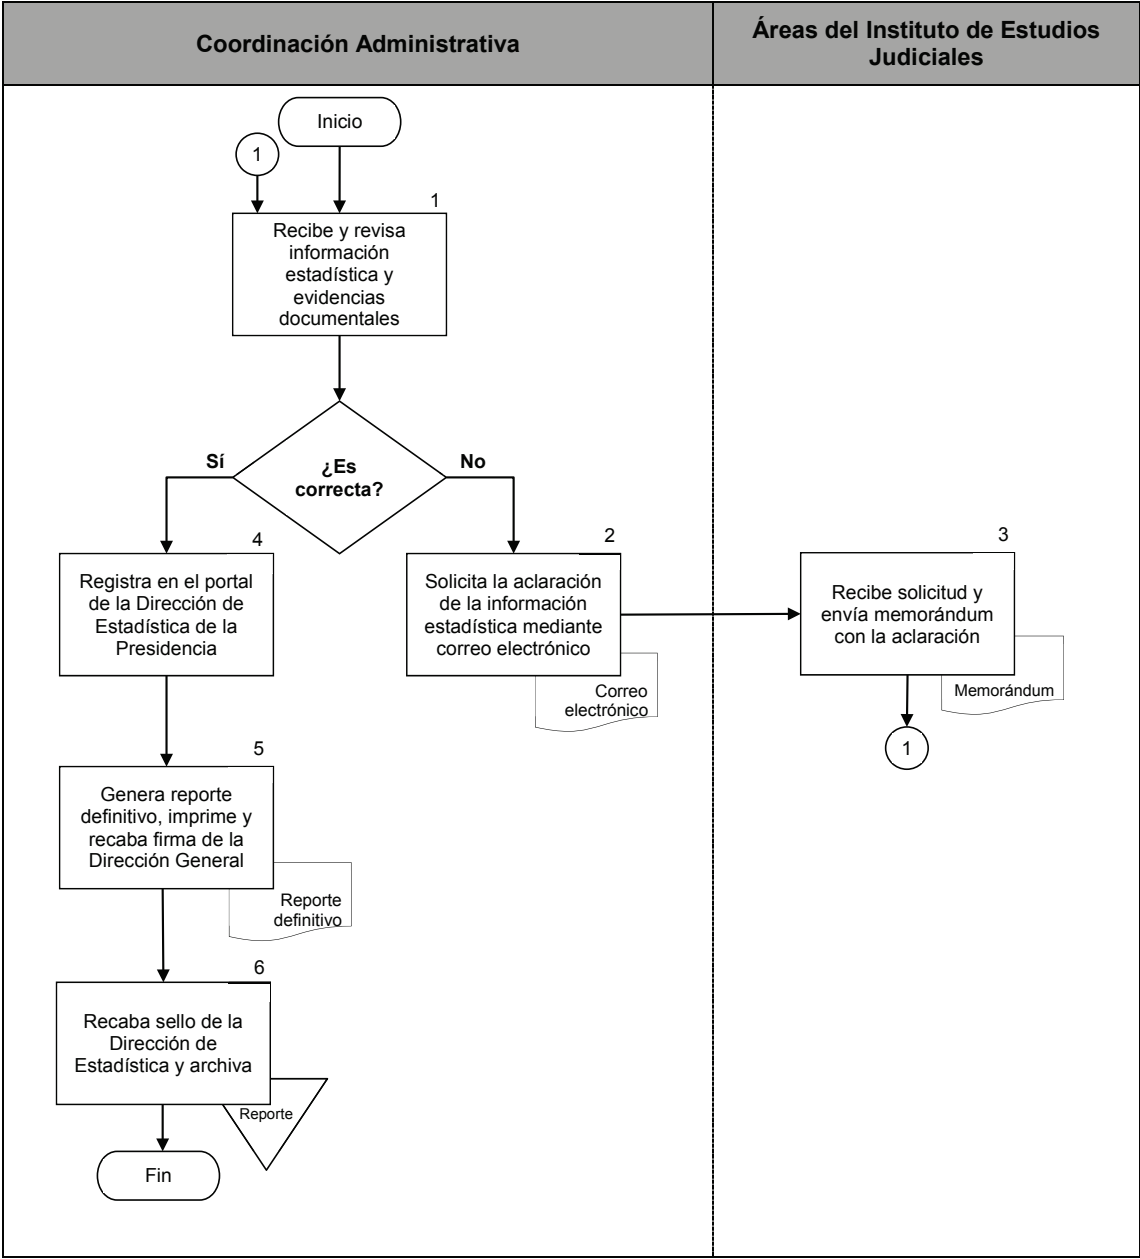 Coordinación Administrativa
Áreas del Instituto de Estudios
Judiciales
Inicio
1
1
Recibe y revisa
información
estadística y
evidencias
documentales
¿Es
correcta?
Sí
No
4
Registra en el portal
de la Dirección de
Estadística de la
Presidencia
2
Solicita la aclaración
de la información
estadística mediante
correo electrónico
Correo
electrónico
3
Recibe solicitud y
envía memorándum
con la aclaración
Memorándum
1
5
Genera reporte
definitivo, imprime y
recaba firma de la
Dirección General
Reporte
definitivo
6
Recaba sello de la
Dirección de
Estadística y archiva
Reporte
Fin